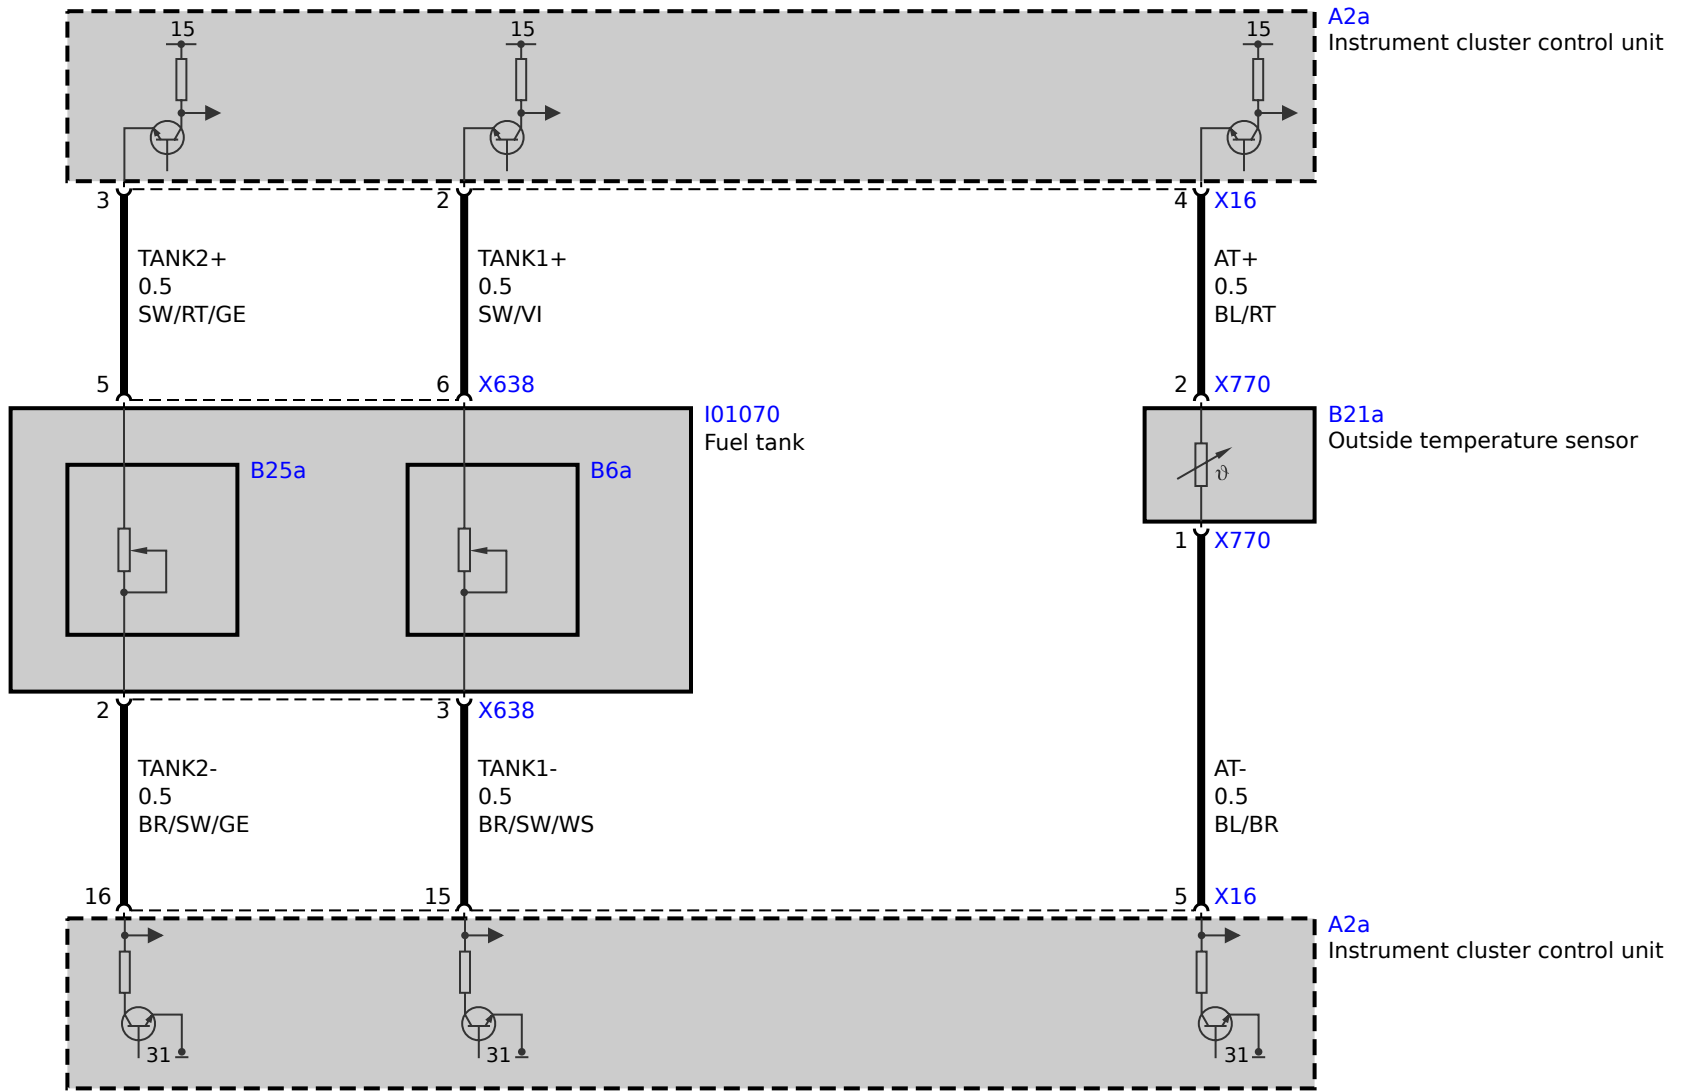 15
15
15
A2a
Instrument cluster control unit
3
2
4
X16
TANK2+
0.5
SW/RT/GE
TANK1+
0.5
SW/VI
AT+
0.5
BL/RT
5
6
X638
2
X770
I01070
Fuel tank
B21a
Outside temperature sensor
B25a
B6a
ϑ
1
X770
2
3
X638
TANK2-
0.5
BR/SW/GE
TANK1-
0.5
BR/SW/WS
AT-
0.5
BL/BR
16
15
5
X16
A2a
Instrument cluster control unit
31
31
31